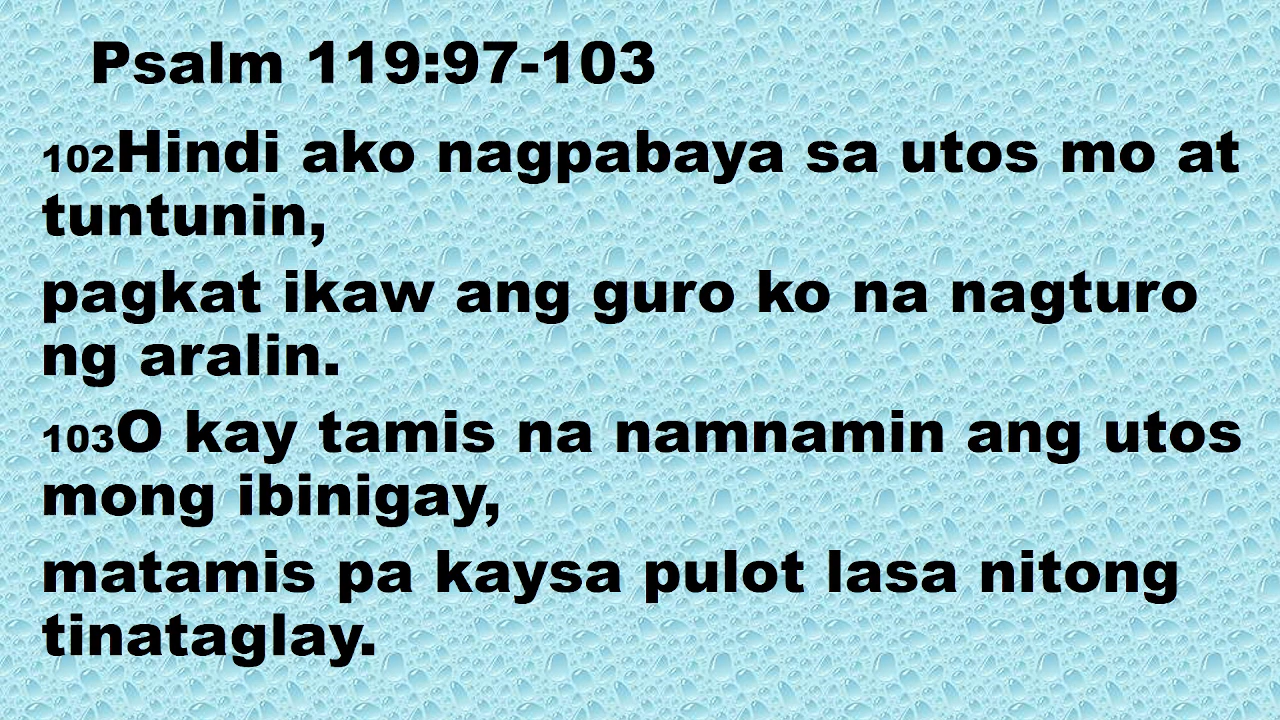 Psalm 119:97-103
102Hindi ako nagpabaya sa utos mo at
tuntunin,
pagkat ikaw ang guro ko na nagturo
ng aralin.
103O kay tamis na namnamin ang utos
mong ibinigay,
matamis pa kaysa pulot lasa nitong
tinataglay.